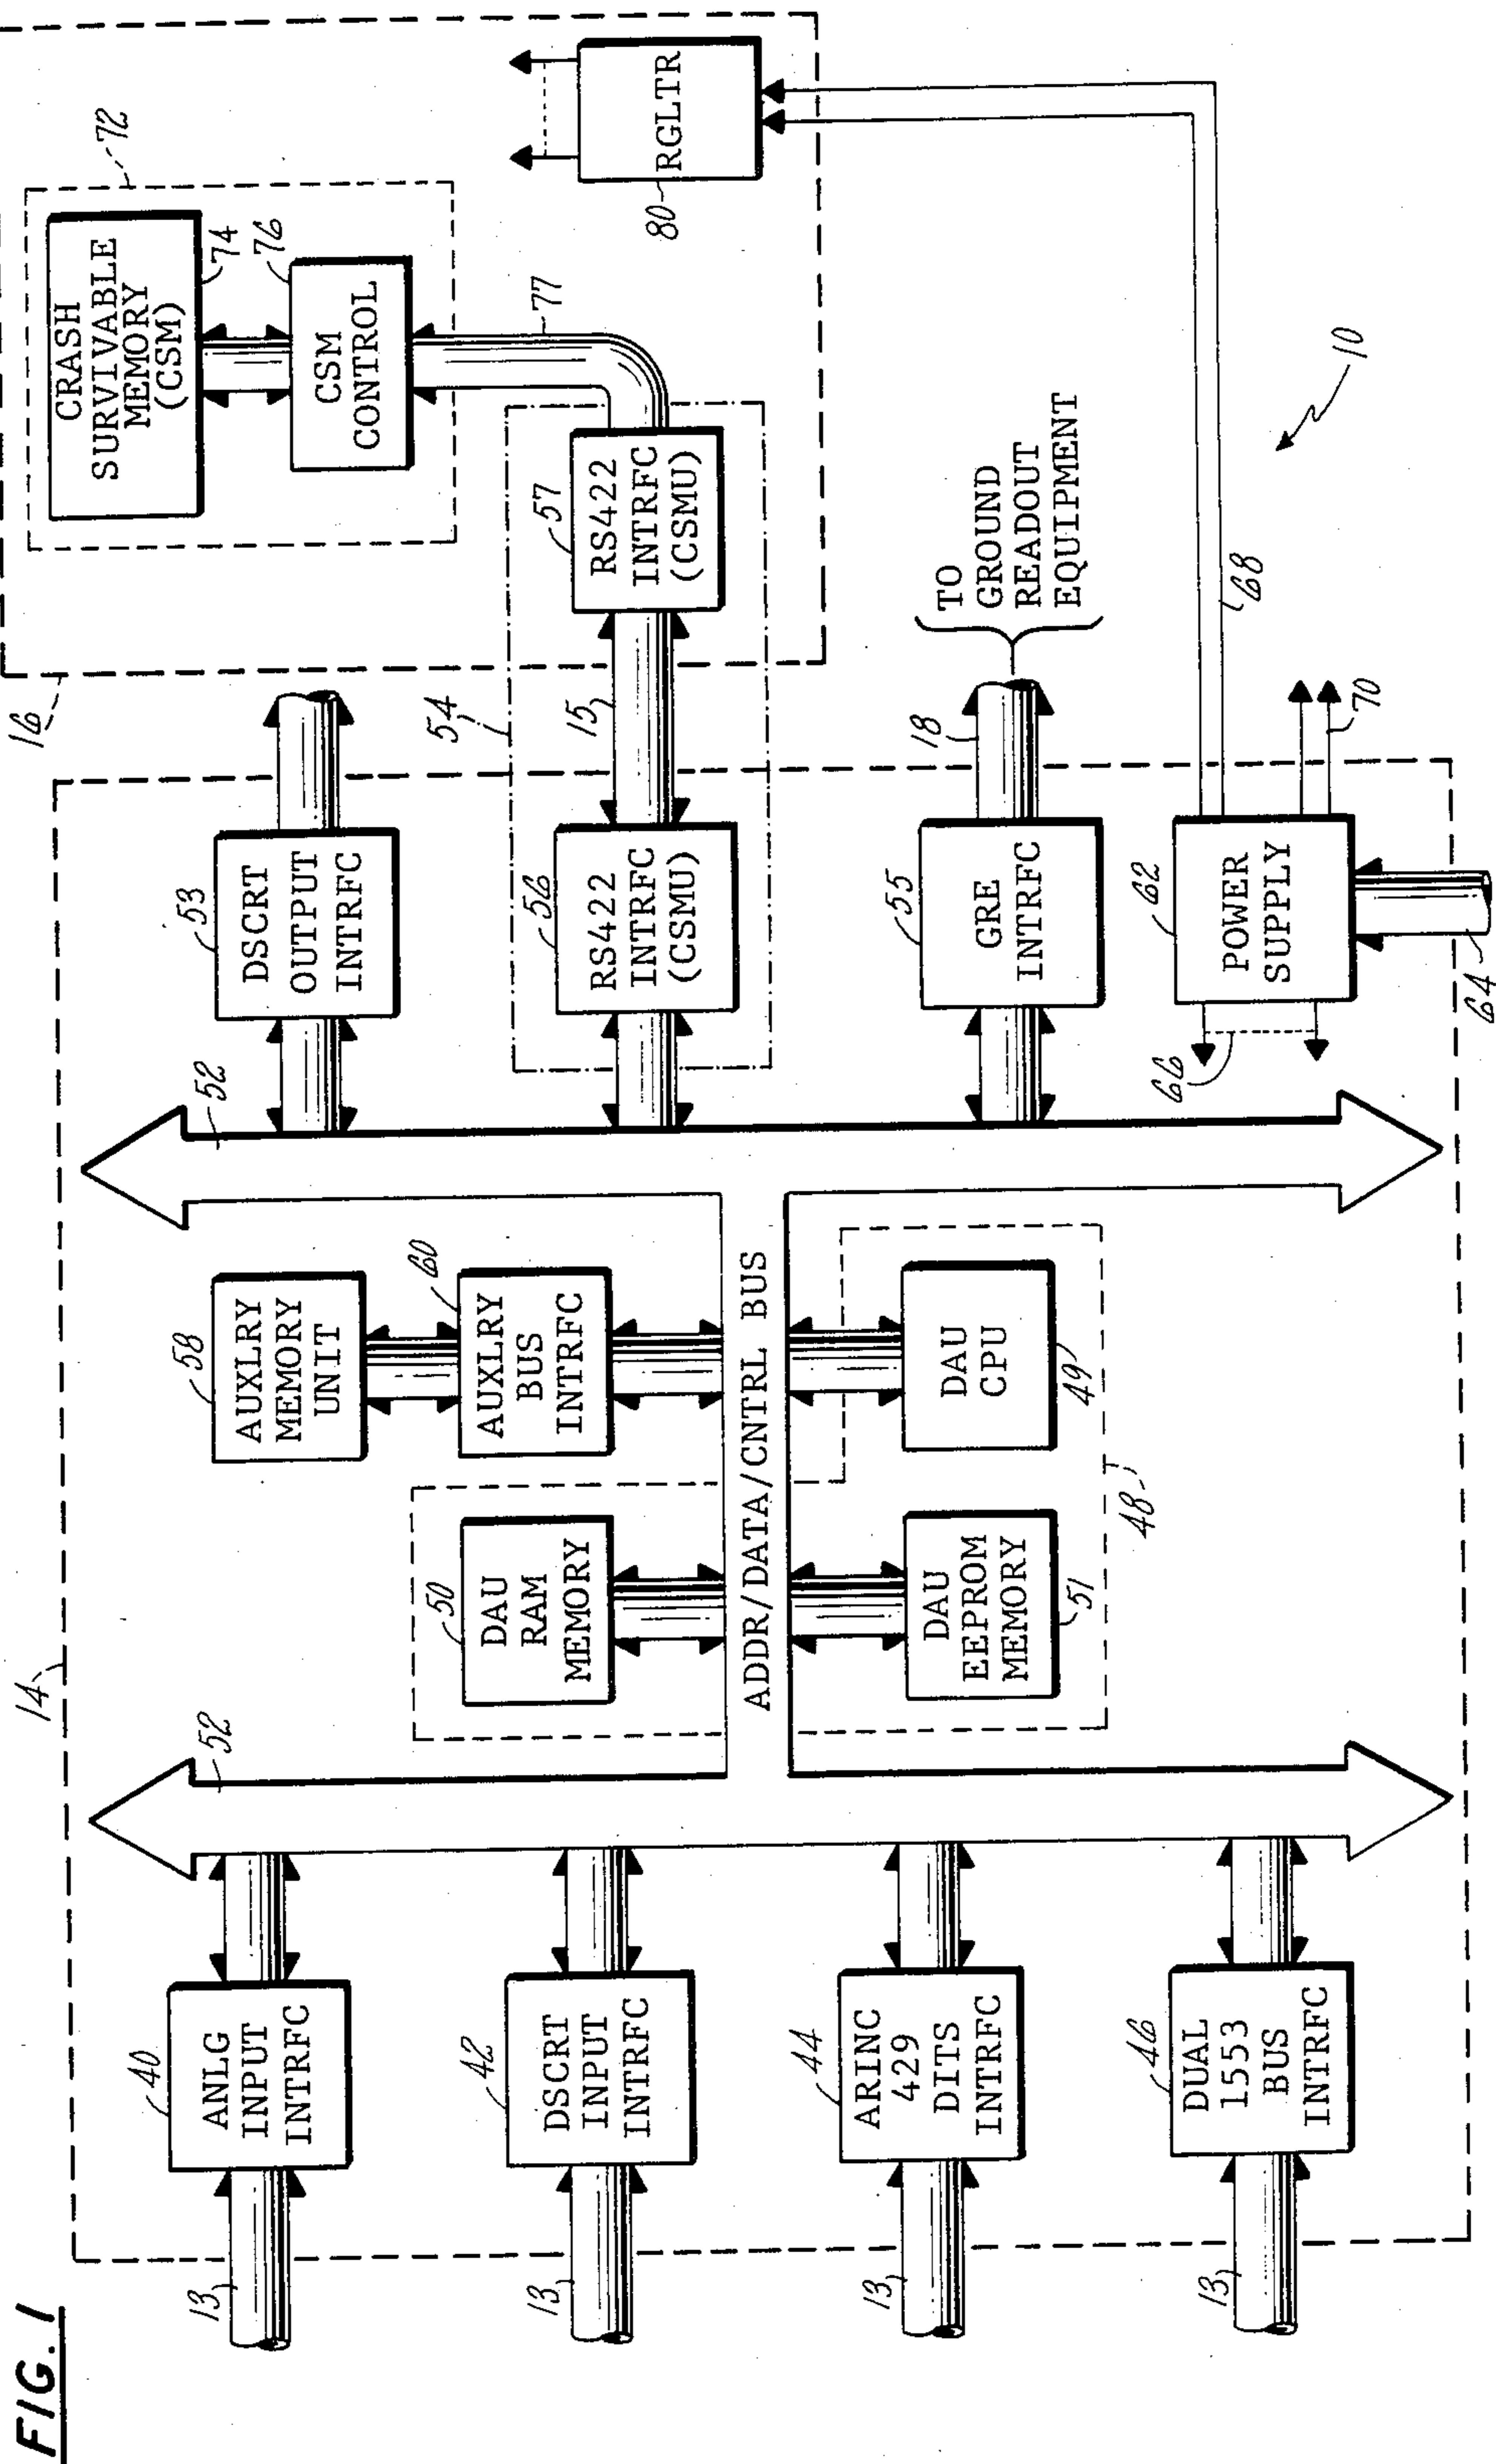 FIG. 1
14
16
72
CRASH
SURVIVABLE
MEMORY
(CSM)
74
76
CSM
CONTROL
77
40
ANLG
INPUT
INTRFC
13
52
58
AUXLRY
MEMORY
UNIT
60
AUXLRY
BUS
INTRFC
52
53
DSCRT
OUTPUT
INTRFC
54
42
DSCRT
INPUT
INTRFC
13
50
DAU
RAM
MEMORY
56
RS422
INTRFC
(CSMU)
15
57
RS422
INTRFC
(CSMU)
80
RGLTR
ADDR/DATA/CNTRL BUS
44
ARINC
429
DITS
INTRFC
13
DAU
EEPROM
MEMORY
51
DAU
CPU
49
48
55
GRE
INTRFC
18
TO
GROUND
READOUT
EQUIPMENT
46
DUAL
1553
BUS
INTRFC
13
66
62
POWER
SUPPLY
64
68
70
10